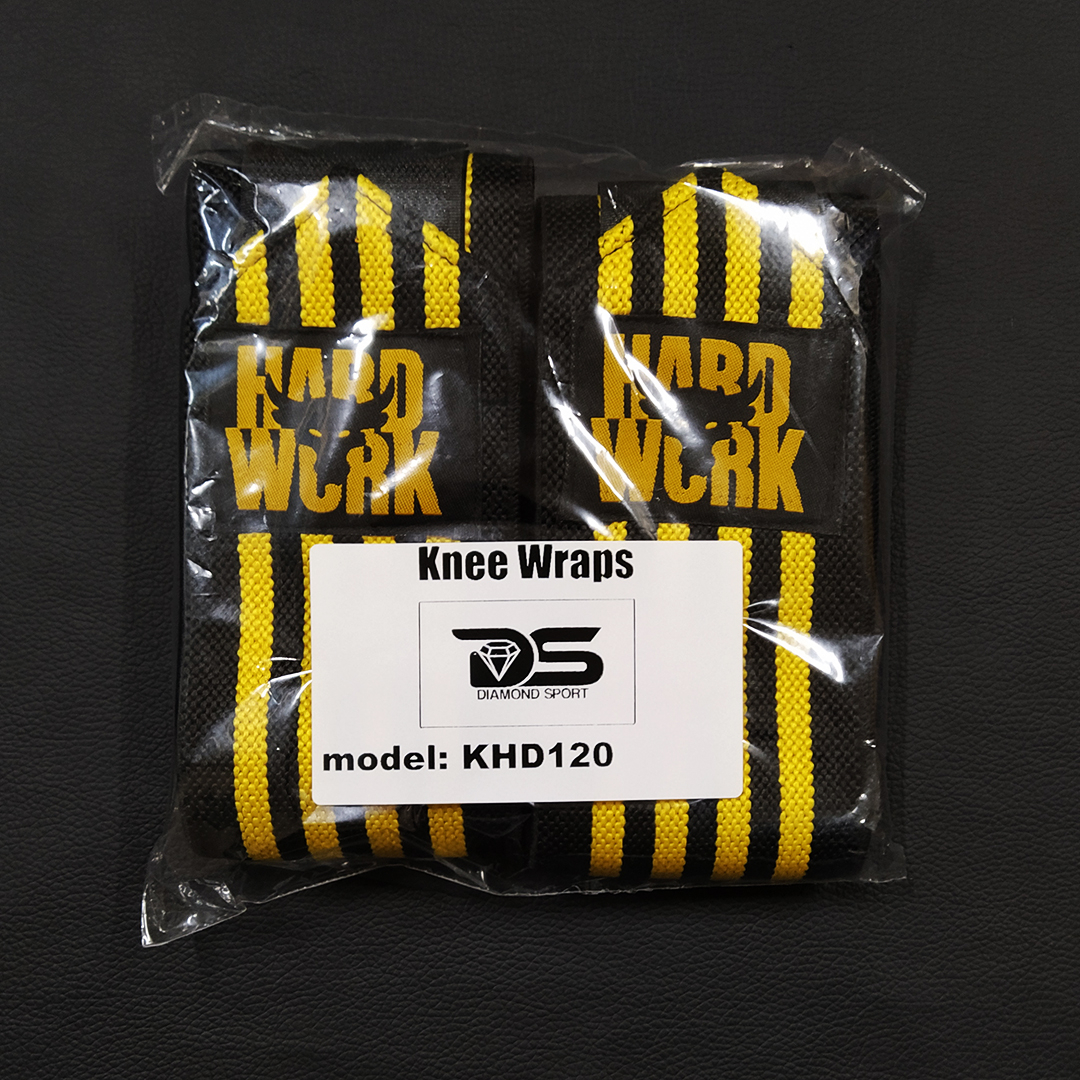 HARD
WORK
HARD
WORK
Knee Wraps
DS
DIAMOND SPORT
model: KHD120